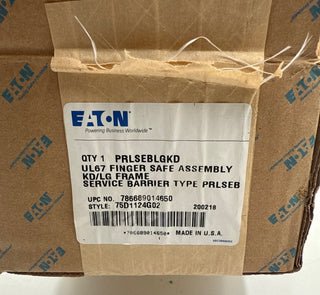 EATON
Powering Business Worldwide
QTY 1 PRLSEBLGKD
UL67 FINGER SAFE ASSEMBLY
KD/LG FRAME
SERVICE BARRIER TYPE PRLSEB
UPC NO. 786689014650
STYLE: 75D1124G02 200218
*786689014650* MADE IN U.S.A.